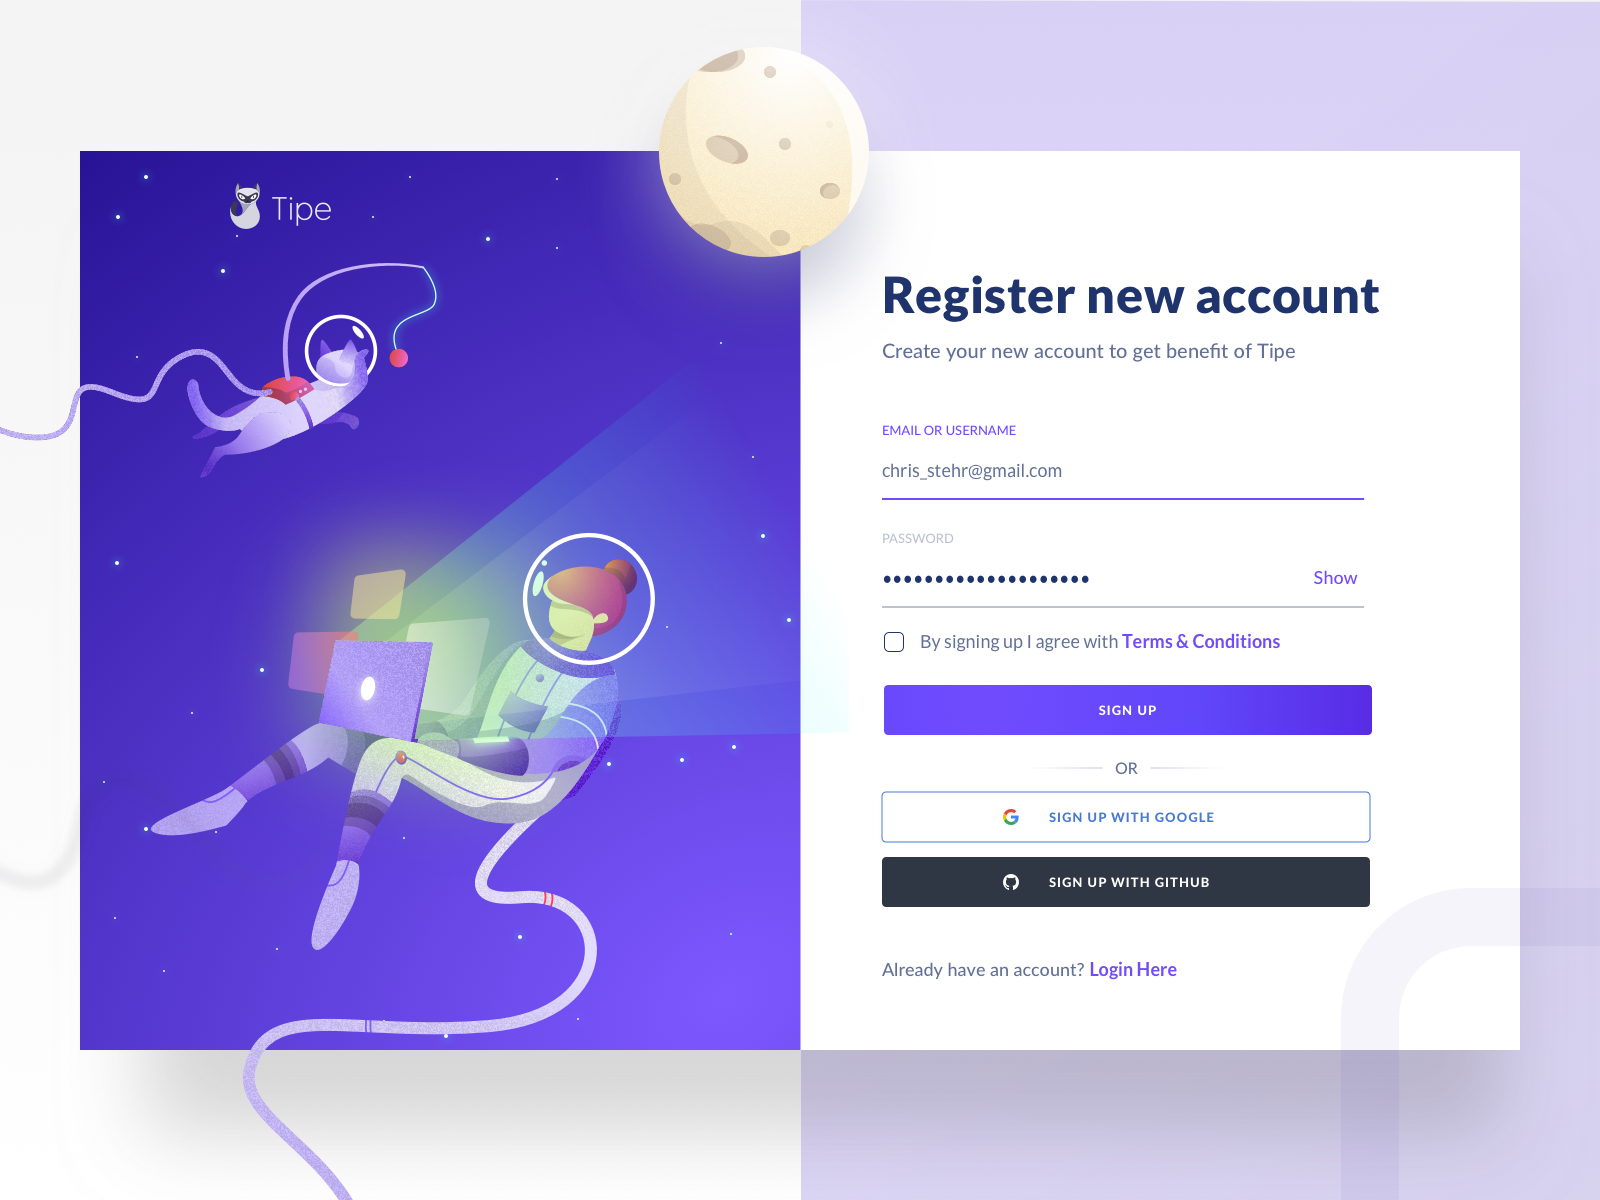 Tipe
Register new account
Create your new account to get benefit of Tipe
EMAIL OR USERNAME
chris_stehr@gmail.com
PASSWORD
•••••••••••••••••••• Show
By signing up I agree with Terms & Conditions
SIGN UP
OR
SIGN UP WITH GOOGLE
SIGN UP WITH GITHUB
Already have an account? Login Here